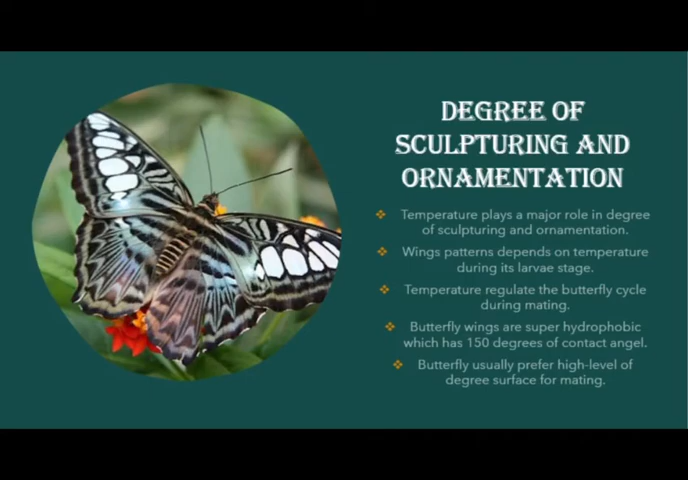 DEGREE OF
SCULPTURING AND
ORNAMENTATION
Temperature plays a major role in degree
of sculpturing and ornamentation.
Wings patterns depends on temperature
during its larvae stage.
Temperature regulate the butterfly cycle
during mating.
Butterfly wings are super hydrophobic
which has 150 degrees of contact angel.
Butterfly usually prefer high-level of
degree surface for mating.